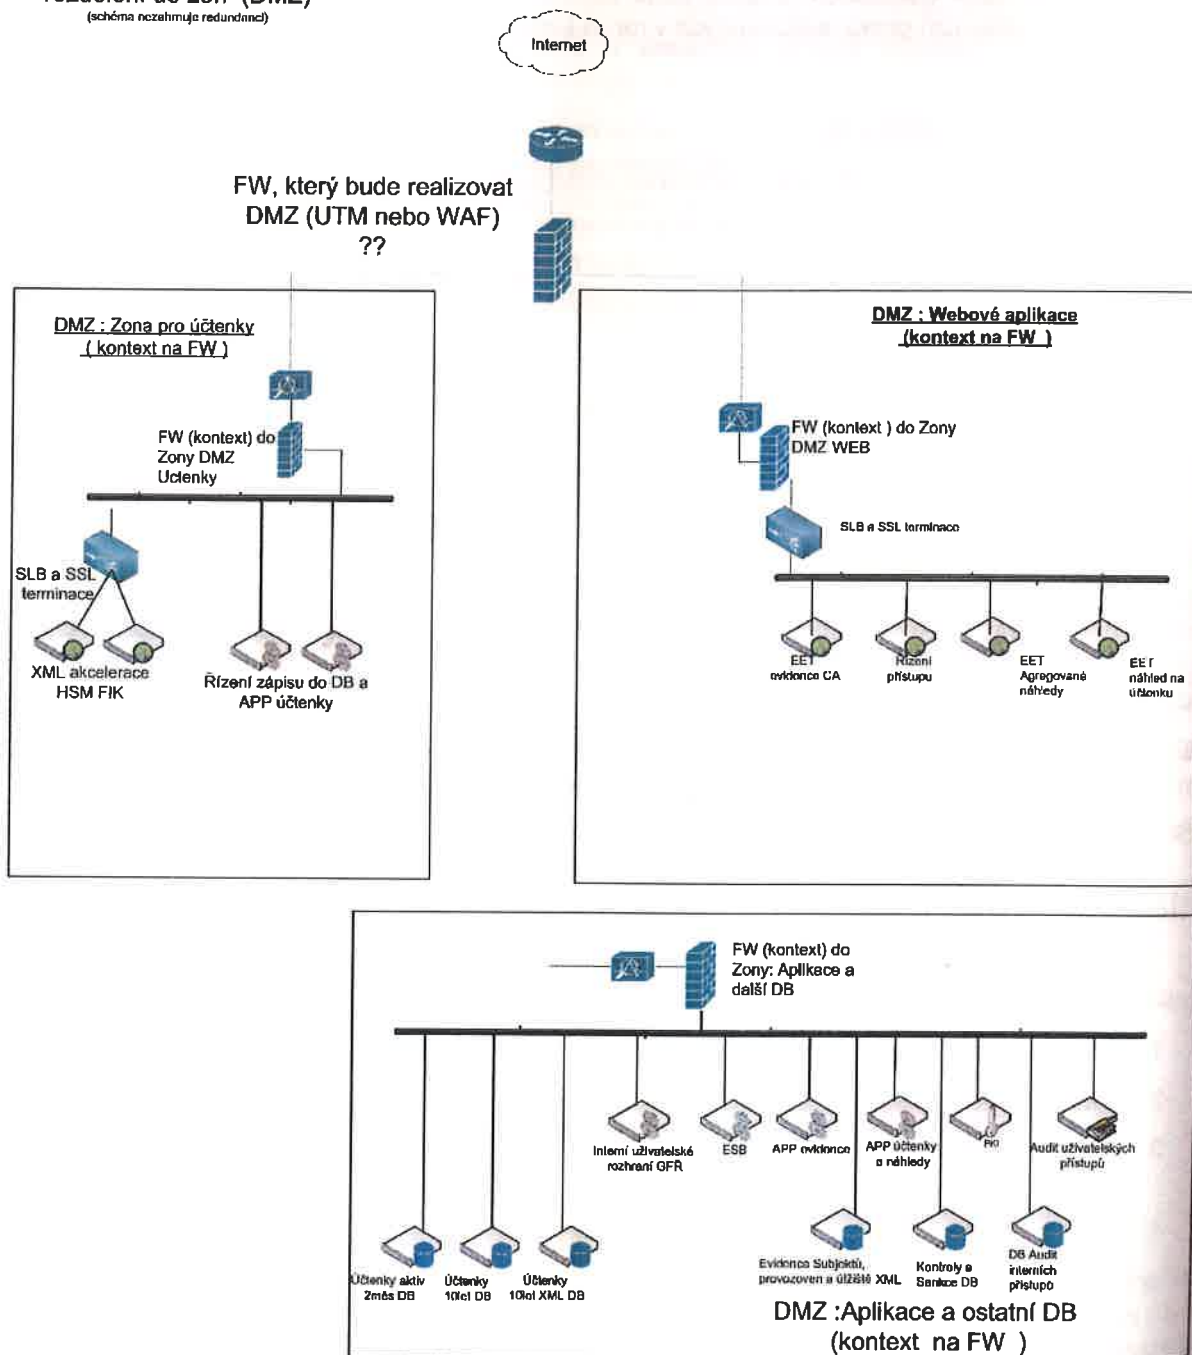 (schéma nezahrnuje redundanci)
Internet
FW, který bude realizovat
DMZ (UTM nebo WAF)
??
DMZ : Zona pro účtenky
( kontext na FW )
FW (kontext) do
Zony DMZ
Uctenky
SLB a SSL
terminace
XML akcelerace
HSM FIK
Řízení zápisu do DB a
APP účtenky
DMZ : Webové aplikace
(kontext na FW )
FW (kontext ) do Zony
DMZ WEB
SLB a SSL terminace
EET
evidence CA
Řízení
přístupu
EET
Agregované
náhledy
EET
náhled na
účtenku
FW (kontext) do
Zony: Aplikace a
další DB
Interní uživatelské
rozhraní GFŘ
ESB
APP evidence
APP účtenky
a náhledy
Audit uživatelských
přístupů
Účtenky aktiv
2měs DB
Účtenky
10let DB
Účtenky
10let XML DB
Evidence Subjektů,
provozoven a úžiště XML
Kontroly a
Sankce DB
DB Audit
interních
přístupů
DMZ :Aplikace a ostatní DB
(kontext na FW )